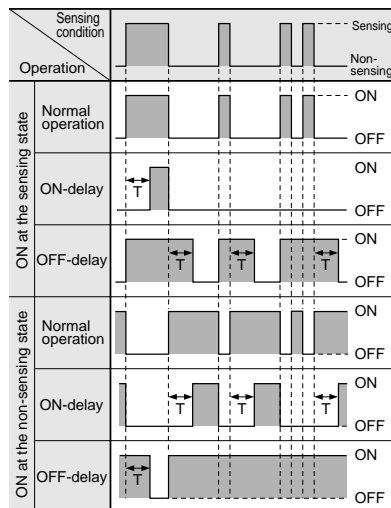 Sensing
condition
Operation
Sensing
Non-
sensing
ON at the sensing state
Normal
operation
ON
OFF
ON-delay
T
ON
OFF
OFF-delay
T
T
T
ON
OFF
ON at the non-sensing state
Normal
operation
ON
OFF
ON-delay
T
T
T
ON
OFF
OFF-delay
T
ON
OFF